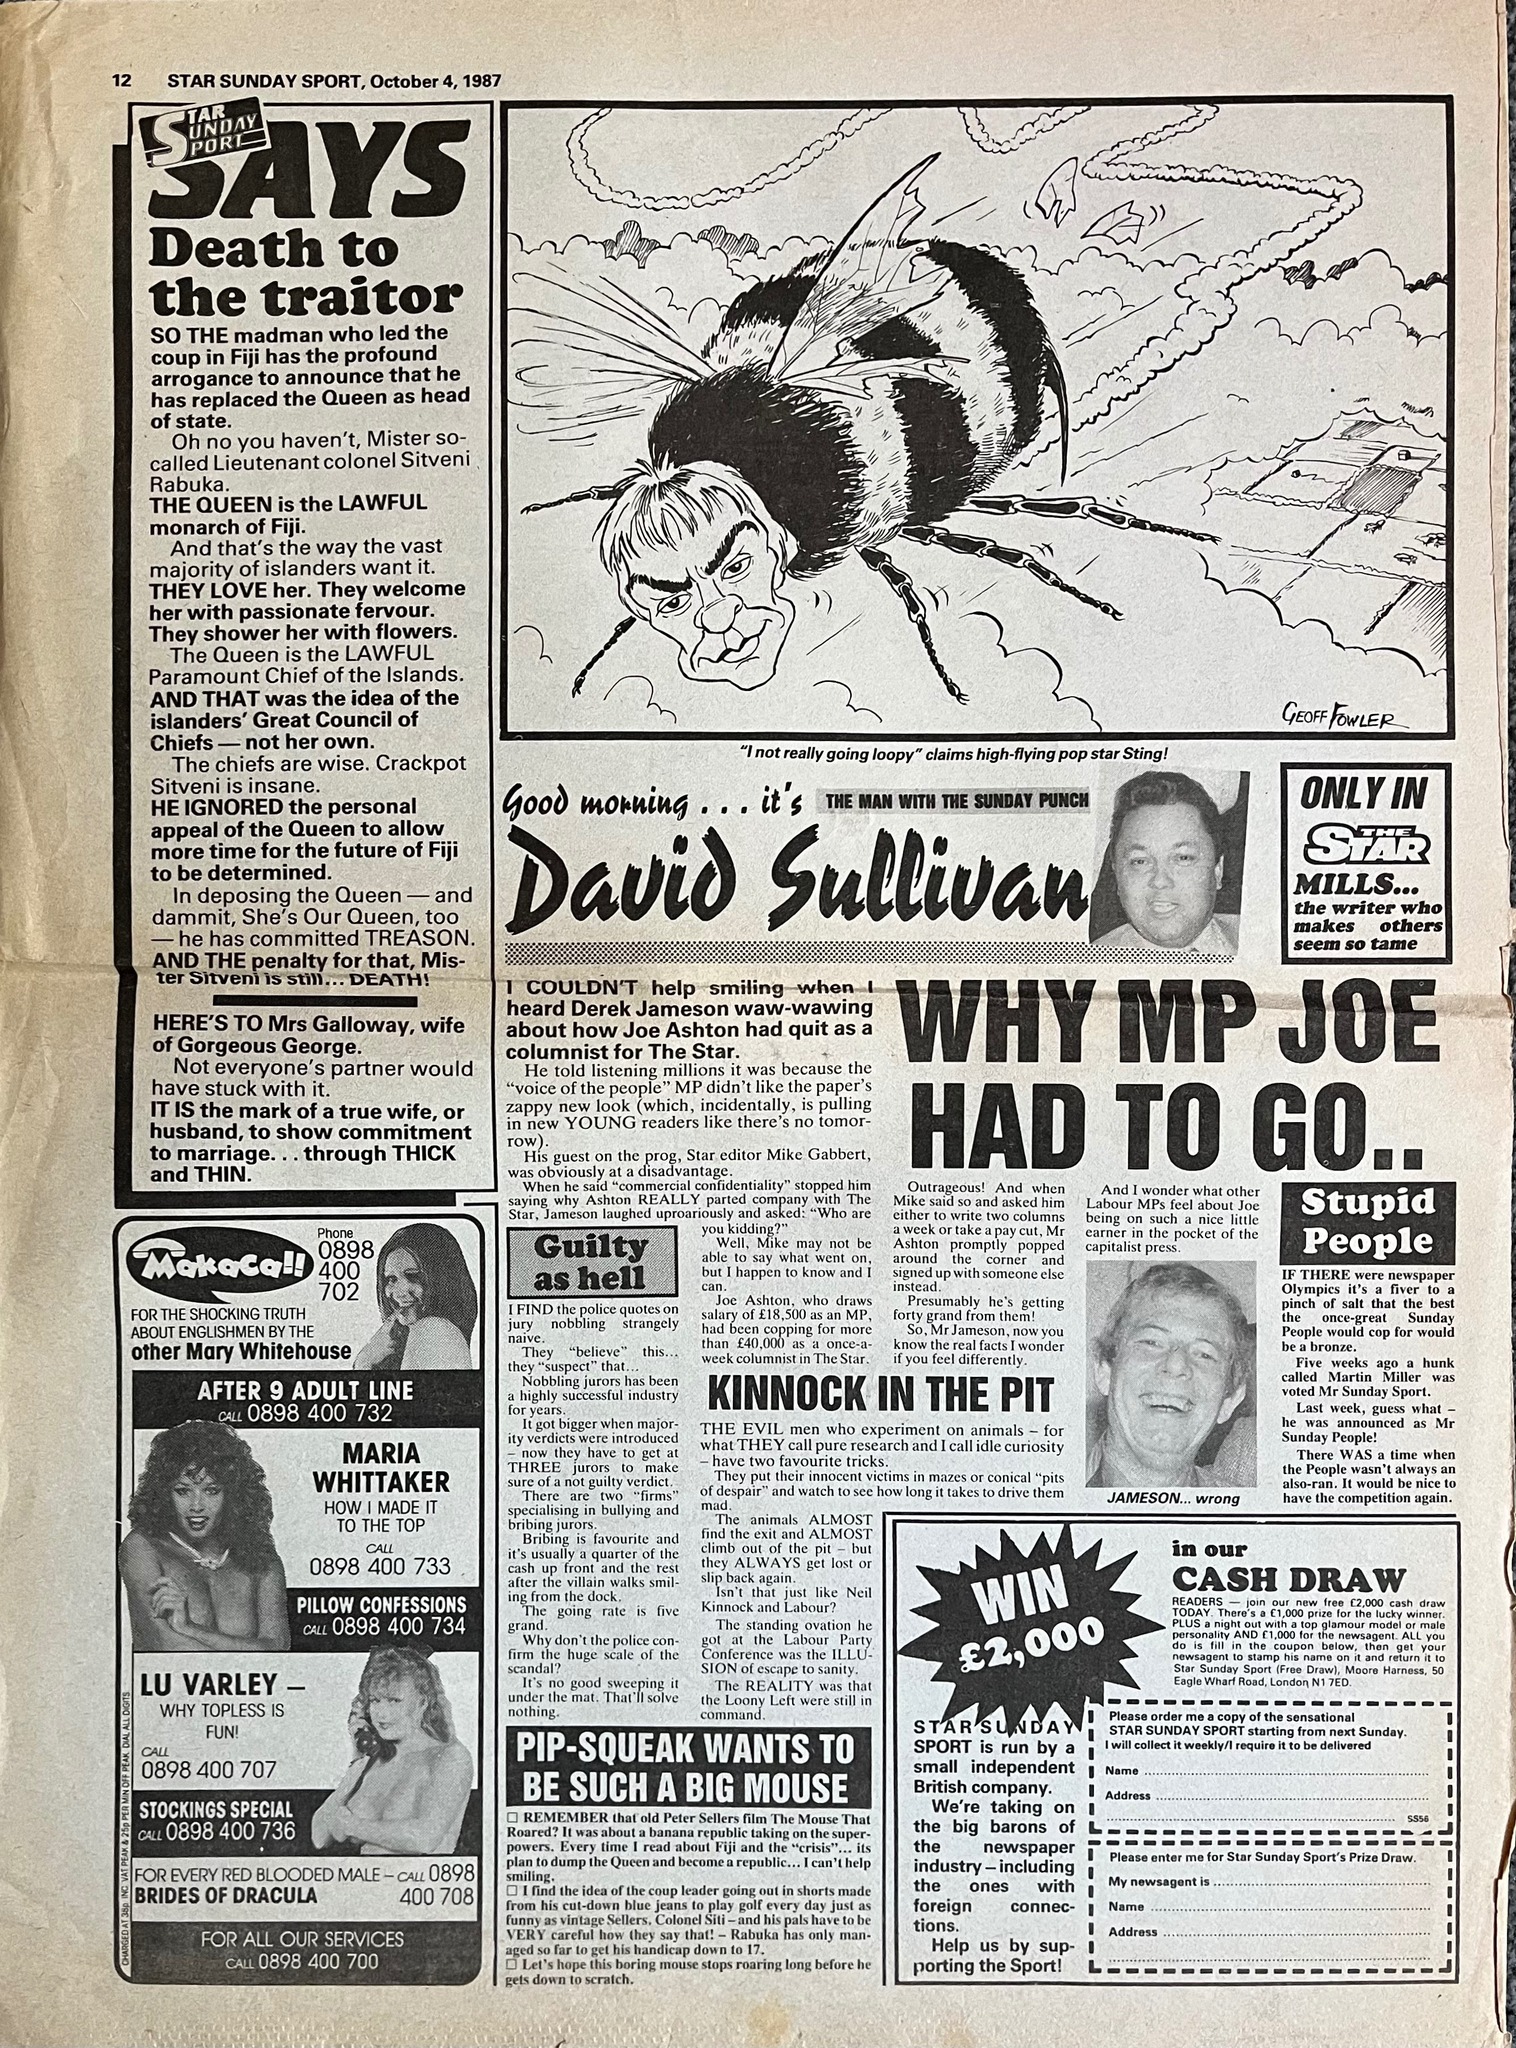 12 STAR SUNDAY SPORT, October 4, 1987
STAR
SUNDAY
SPORT
SAYS
Death to
the traitor
SO THE madman who led the
coup in Fiji has the profound
arrogance to announce that he
has replaced the Queen as head
of state.
Oh no you haven't, Mister so-
called Lieutenant colonel Sitveni
Rabuka.
THE QUEEN is the LAWFUL
monarch of Fiji.
And that's the way the vast
majority of islanders want it.
THEY LOVE her. They welcome
her with passionate fervour.
They shower her with flowers.
The Queen is the LAWFUL
Paramount Chief of the Islands.
AND THAT was the idea of the
islanders' Great Council of
Chiefs — not her own.
The chiefs are wise. Crackpot
Sitveni is insane.
HE IGNORED the personal
appeal of the Queen to allow
more time for the future of Fiji
to be determined.
In deposing the Queen — and
dammit, She's Our Queen, too
— he has committed TREASON.
AND THE penalty for that, Mis-
ter Sitveni is still... DEATH!
HERE'S TO Mrs Galloway, wife
of Gorgeous George.
Not everyone's partner would
have stuck with it.
IT IS the mark of a true wife, or
husband, to show commitment
to marriage... through THICK
and THIN.
GEOFF FOWLER
"I not really going loopy" claims high-flying pop star Sting!
Good morning... it's
THE MAN WITH THE SUNDAY PUNCH
David Sullivan
ONLY IN
THE
STAR
MILLS...
the writer who
makes others
seem so tame
I COULDN'T help smiling when I
heard Derek Jameson waw-wawing
about how Joe Ashton had quit as a
columnist for The Star.
He told listening millions it was because the
"voice of the people" MP didn't like the paper's
zappy new look (which, incidentally, is pulling
in new YOUNG readers like there's no tomor-
row).
His guest on the prog, Star editor Mike Gabbert,
was obviously at a disadvantage.
When he said "commercial confidentiality" stopped him
saying why Ashton REALLY parted company with The
Star, Jameson laughed uproariously and asked: "Who are
you kidding?"
Well, Mike may not be
able to say what went on,
but I happen to know and I
can.
Joe Ashton, who draws
salary of £18,500 as an MP,
had been copping for more
than £40,000 as a once-a-
week columnist in The Star.
WHY MP JOE
HAD TO GO..
Outrageous! And when
Mike said so and asked him
either to write two columns
a week or take a pay cut, Mr
Ashton promptly popped
around the corner and
signed up with someone else
instead.
Presumably he's getting
forty grand from them!
So, Mr Jameson, now you
know the real facts I wonder
if you feel differently.
And I wonder what other
Labour MPs feel about Joe
being on such a nice little
earner in the pocket of the
capitalist press.
JAMESON... wrong
Stupid
People
IF THERE were newspaper
Olympics it's a fiver to a
pinch of salt that the best
the once-great Sunday
People would cop for would
be a bronze.
Five weeks ago a hunk
called Martin Miller was
voted Mr Sunday Sport.
Last week, guess what –
he was announced as Mr
Sunday People!
There WAS a time when
the People wasn't always an
also-ran. It would be nice to
have the competition again.
Guilty
as hell
I FIND the police quotes on
jury nobbling strangely
naive.
They "believe" this...
they "suspect" that...
Nobbling jurors has been
a highly successful industry
for years.
It got bigger when major-
ity verdicts were introduced
– now they have to get at
THREE jurors to make
sure of a not guilty verdict.
There are two "firms"
specialising in bullying and
bribing jurors.
Bribing is favourite and
it's usually a quarter of the
cash up front and the rest
after the villain walks smil-
ing from the dock.
The going rate is five
grand.
Why don't the police con-
firm the huge scale of the
scandal?
It's no good sweeping it
under the mat. That'll solve
nothing.
KINNOCK IN THE PIT
THE EVIL men who experiment on animals – for
what THEY call pure research and I call idle curiosity
– have two favourite tricks.
They put their innocent victims in mazes or conical "pits
of despair" and watch to see how long it takes to drive them
mad.
The animals ALMOST
find the exit and ALMOST
climb out of the pit – but
they ALWAYS get lost or
slip back again.
Isn't that just like Neil
Kinnock and Labour?
The standing ovation he
got at the Labour Party
Conference was the ILLU-
SION of escape to sanity.
The REALITY was that
the Loony Left were still in
command.
PIP-SQUEAK WANTS TO
BE SUCH A BIG MOUSE
□ REMEMBER that old Peter Sellers film The Mouse That
Roared? It was about a banana republic taking on the super-
powers. Every time I read about Fiji and the "crisis"... its
plan to dump the Queen and become a republic... I can't help
smiling.
□ I find the idea of the coup leader going out in shorts made
from his cut-down blue jeans to play golf every day just as
funny as vintage Sellers. Colonel Siti – and his pals have to be
VERY careful how they say that! – Rabuka has only man-
aged so far to get his handicap down to 17.
□ Let's hope this boring mouse stops roaring long before he
gets down to scratch.
Makacall
Phone
0898
400
702
FOR THE SHOCKING TRUTH
ABOUT ENGLISHMEN BY THE
other Mary Whitehouse
AFTER 9 ADULT LINE
CALL 0898 400 732
MARIA
WHITTAKER
HOW I MADE IT
TO THE TOP
CALL
0898 400 733
PILLOW CONFESSIONS
CALL 0898 400 734
LU VARLEY –
WHY TOPLESS IS
FUN!
CALL
0898 400 707
STOCKINGS SPECIAL
CALL 0898 400 736
FOR EVERY RED BLOODED MALE – CALL 0898
BRIDES OF DRACULA 400 708
FOR ALL OUR SERVICES
CALL 0898 400 700
CHARGED AT 38p. INC. VAT PEAK & 25p PER MIN OFF PEAK. DIAL ALL DIGITS
WIN
£2,000
in our
CASH DRAW
READERS — join our new free £2,000 cash draw
TODAY. There's a £1,000 prize for the lucky winner.
PLUS a night out with a top glamour model or male
personality AND £1,000 for the newsagent. ALL you
do is fill in the coupon below, then get your
newsagent to stamp his name on it and return it to
Star Sunday Sport (Free Draw), Moore Harness, 50
Eagle Wharf Road, London N1 7ED.
STAR SUNDAY
SPORT is run by a
small independent
British company.
We're taking on
the big barons of
the newspaper
industry – including
the ones with
foreign connec-
tions.
Help us by sup-
porting the Sport!
Please order me a copy of the sensational
STAR SUNDAY SPORT starting from next Sunday.
I will collect it weekly/I require it to be delivered
Name
Address
SS56
Please enter me for Star Sunday Sport's Prize Draw.
My newsagent is
Name
Address